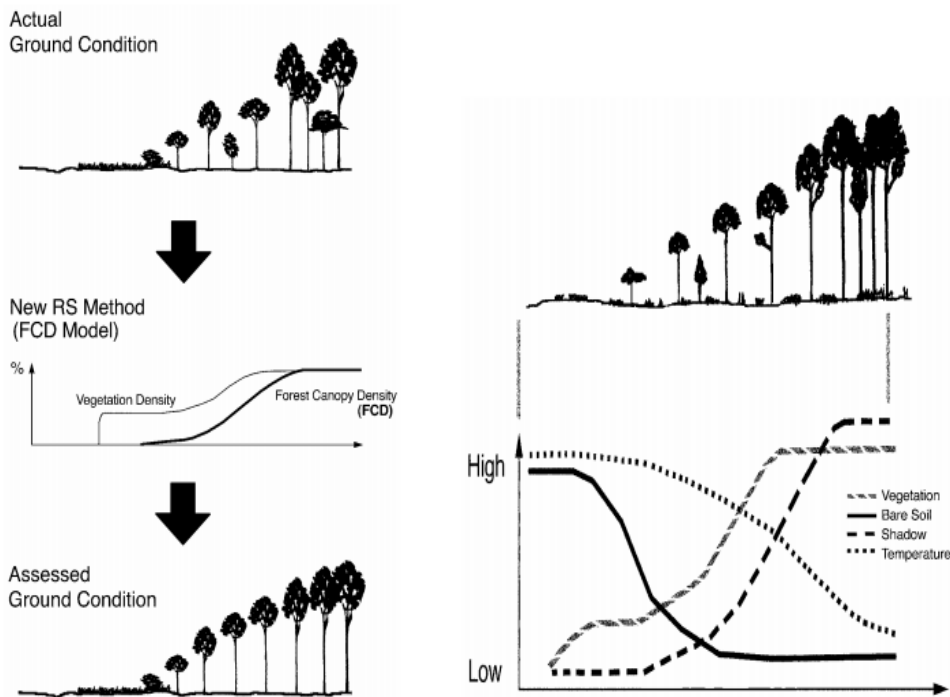 Actual
Ground Condition
New RS Method
(FCD Model)
%
Vegetation Density
Forest Canopy Density
(FCD)
Assessed
Ground Condition
High
Low
Vegetation
Bare Soil
Shadow
Temperature